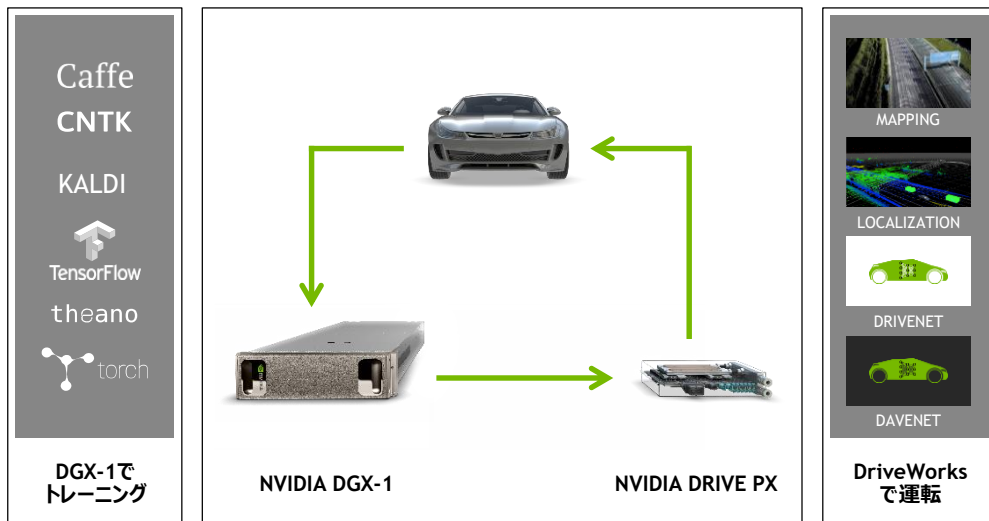 Caffe
CNTK
KALDI
TensorFlow
theano
torch
DGX-1で
トレーニング
NVIDIA DGX-1
NVIDIA DRIVE PX
MAPPING
LOCALIZATION
DRIVENET
DAVENET
DriveWorks
で運転